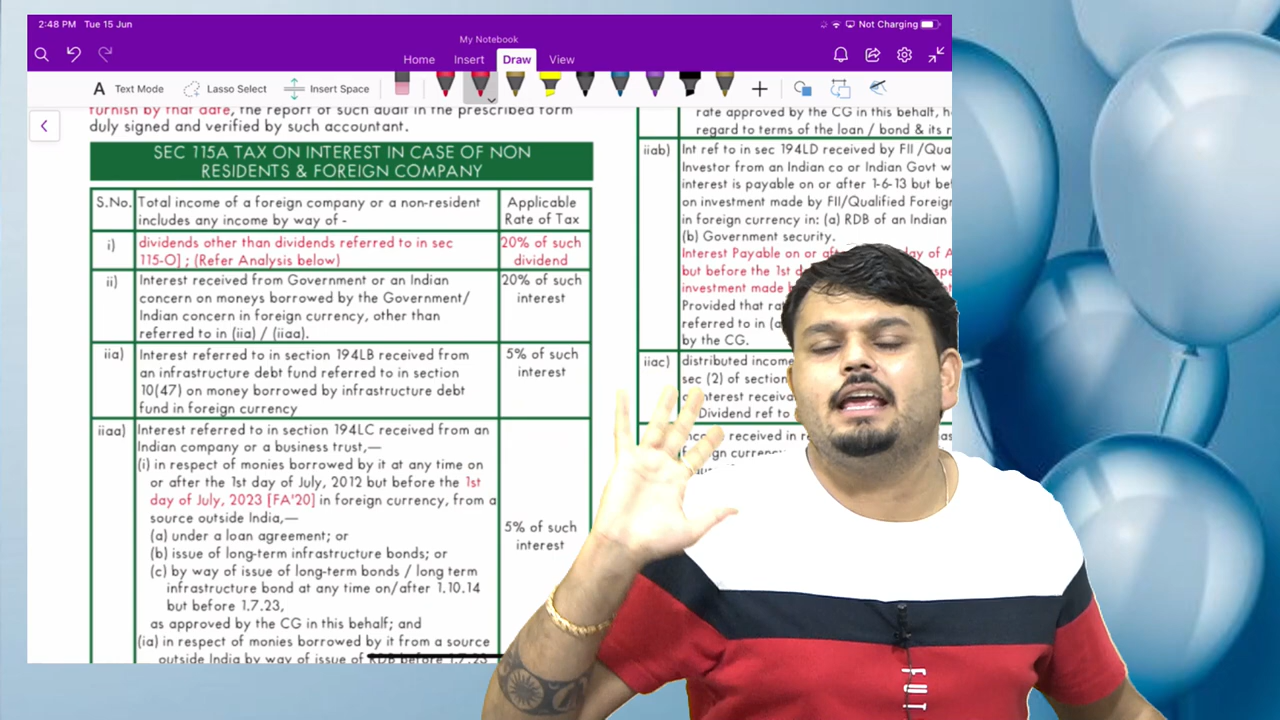 2:48 PM Tue 15 Jun
Not Charging
My Notebook
Home Insert Draw View
A Text Mode Lasso Select Insert Space
furnish by that date, the report of such audit in the prescribed form
duly signed and verified by such accountant.
SEC 115A TAX ON INTEREST IN CASE OF NON
RESIDENTS & FOREIGN COMPANY
S.No. Total income of a foreign company or a non-resident
includes any income by way of -
Applicable
Rate of Tax
i) dividends other than dividends referred to in sec
115-O] ; (Refer Analysis below)
20% of such
dividend
ii) Interest received from Government or an Indian
concern on moneys borrowed by the Government/
Indian concern in foreign currency, other than
referred to in (iia) / (iiaa).
20% of such
interest
iia) Interest referred to in section 194LB received from
an infrastructure debt fund referred to in section
10(47) on money borrowed by infrastructure debt
fund in foreign currency
5% of such
interest
iiaa) Interest referred to in section 194LC received from an
Indian company or a business trust,—
(i) in respect of monies borrowed by it at any time on
or after the 1st day of July, 2012 but before the 1st
day of July, 2023 [FA'20] in foreign currency, from a
source outside India,—
(a) under a loan agreement; or
(b) issue of long-term infrastructure bonds; or
(c) by way of issue of long-term bonds / long term
infrastructure bond at any time on/after 1.10.14
but before 1.7.23,
as approved by the CG in this behalf; and
(ia) in respect of monies borrowed by it from a source
outside India by way of issue of RDB before 1.7.23
5% of such
interest
rate approved by the CG in this behalf,
regard to terms of the loan / bond & its
iiab) Int ref to in sec 194LD received by FII
Investor from an Indian co or Indian Govt
interest is payable on or after 1-6-13 but
on investment made by FII/Qualified
in foreign currency in: (a) RDB of an Indian
(b) Government security.
Interest Payable on or day of
but before the 1st
investment made
Provided that
referred to in
by the CG.
iiac) distributed income
sec (2) of section
interest
Dividend ref to
received in
currency